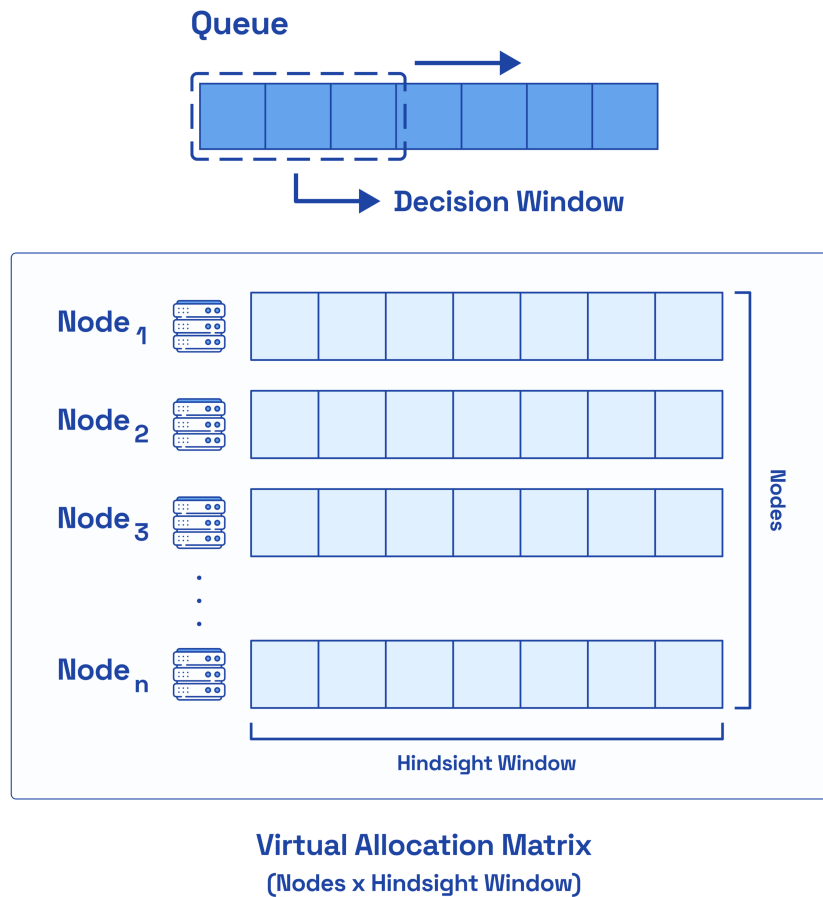 Queue
Decision Window
Node 1
Node 2
Node 3
Node n
Nodes
Hindsight Window
Virtual Allocation Matrix
(Nodes x Hindsight Window)